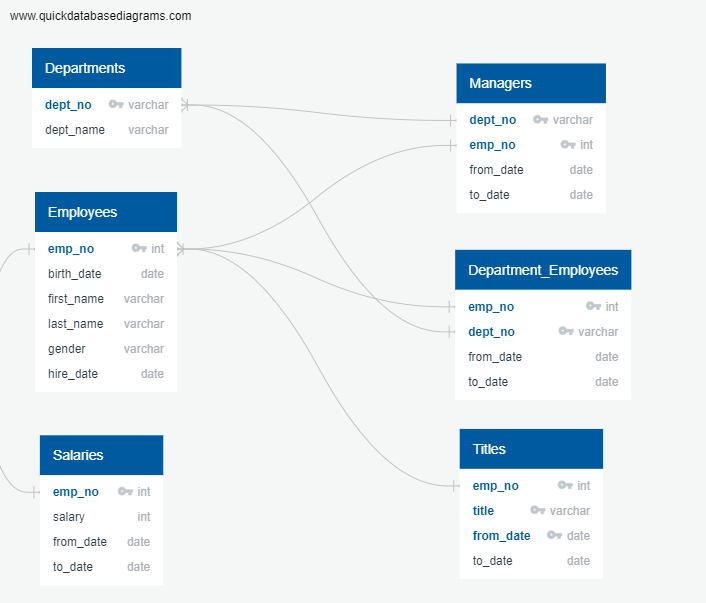 www.quickdatabasediagrams.com
Departments
dept_no varchar
dept_name varchar
Employees
emp_no int
birth_date date
first_name varchar
last_name varchar
gender varchar
hire_date date
Salaries
emp_no int
salary int
from_date date
to_date date
Managers
dept_no varchar
emp_no int
from_date date
to_date date
Department_Employees
emp_no int
dept_no varchar
from_date date
to_date date
Titles
emp_no int
title varchar
from_date date
to_date date